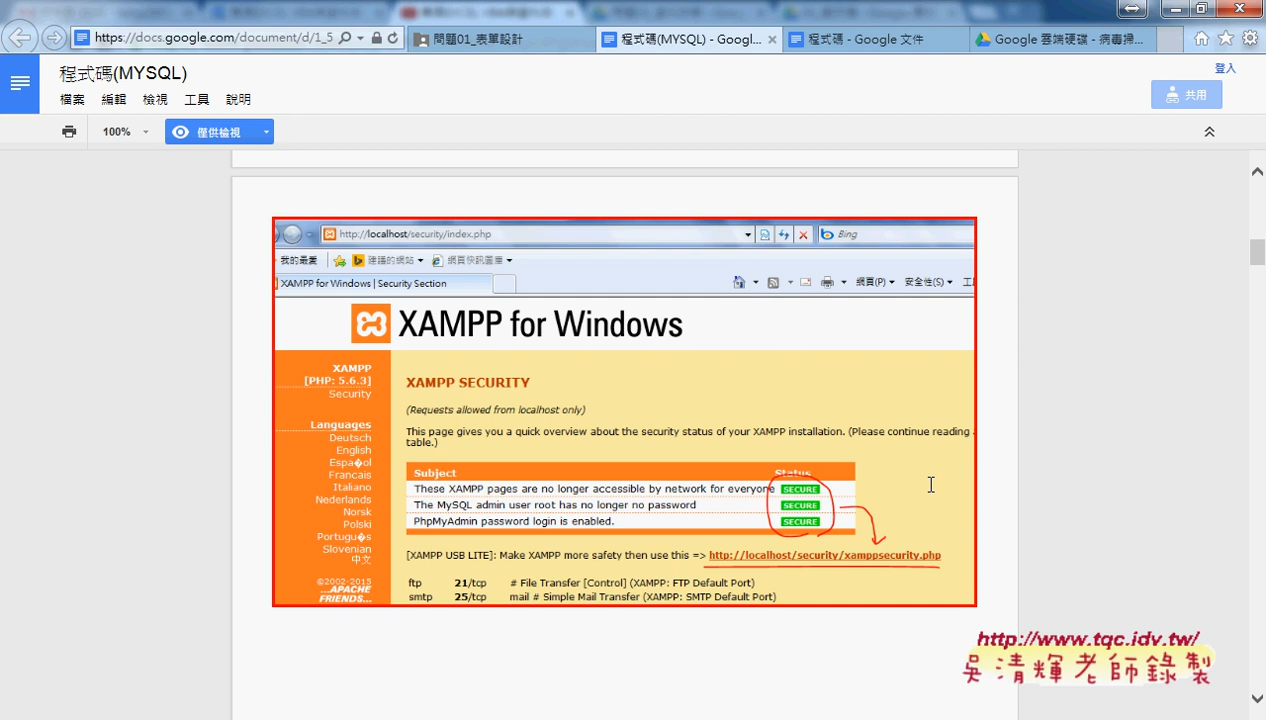 https://docs.google.com/document/d/1_5
問題01_表單設計
程式碼(MYSQL) - Googl...
程式碼 - Google 文件
Google 雲端硬碟 - 病毒掃...
程式碼(MYSQL)
登入
檔案 編輯 檢視 工具 說明
共用
100%
僅供檢視
http://localhost/security/index.php
Bing
我的最愛
建議的網站
網頁快訊圖庫
XAMPP for Windows | Security Section
網頁(P)
安全性(S)
XAMPP for Windows
XAMPP
[PHP: 5.6.3]
Security
Languages
Deutsch
English
Espa�ol
Francais
Italiano
Nederlands
Norsk
Polski
Portugu�s
Slovenian
中文
©2002-2015
...APACHE
FRIENDS...
XAMPP SECURITY
(Requests allowed from localhost only)
This page gives you a quick overview about the security status of your XAMPP installation. (Please continue reading
table.)
Subject Status
These XAMPP pages are no longer accessible by network for everyone SECURE
The MySQL admin user root has no longer no password SECURE
PhpMyAdmin password login is enabled. SECURE
[XAMPP USB LITE]: Make XAMPP more safety then use this => http://localhost/security/xamppsecurity.php
ftp 21/tcp # File Transfer [Control] (XAMPP: FTP Default Port)
smtp 25/tcp mail # Simple Mail Transfer (XAMPP: SMTP Default Port)
http://www.tqc.idv.tw/
吳清輝老師錄製